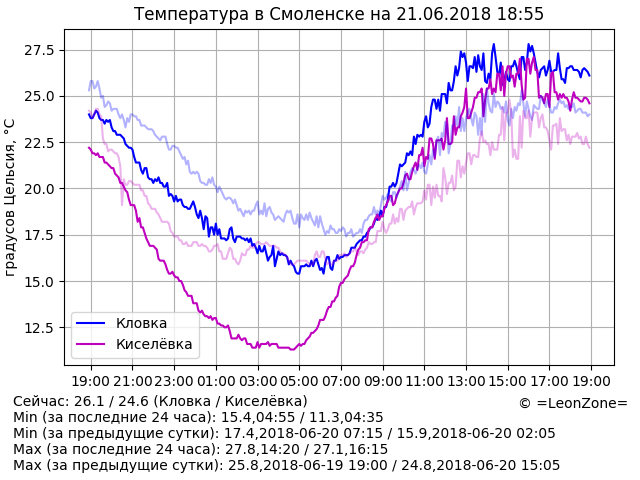 Температура в Смоленске на 21.06.2018 18:55
градусов Цельсия, °C
27.5
25.0
22.5
20.0
17.5
15.0
12.5
Кловка
Киселёвка
19:00 21:00 23:00 01:00 03:00 05:00 07:00 09:00 11:00 13:00 15:00 17:00 19:00
Сейчас: 26.1 / 24.6 (Кловка / Киселёвка)
© =LeonZone=
Min (за последние 24 часа): 15.4,04:55 / 11.3,04:35
Min (за предыдущие сутки): 17.4,2018-06-20 07:15 / 15.9,2018-06-20 02:05
Max (за последние 24 часа): 27.8,14:20 / 27.1,16:15
Max (за предыдущие сутки): 25.8,2018-06-19 19:00 / 24.8,2018-06-20 15:05